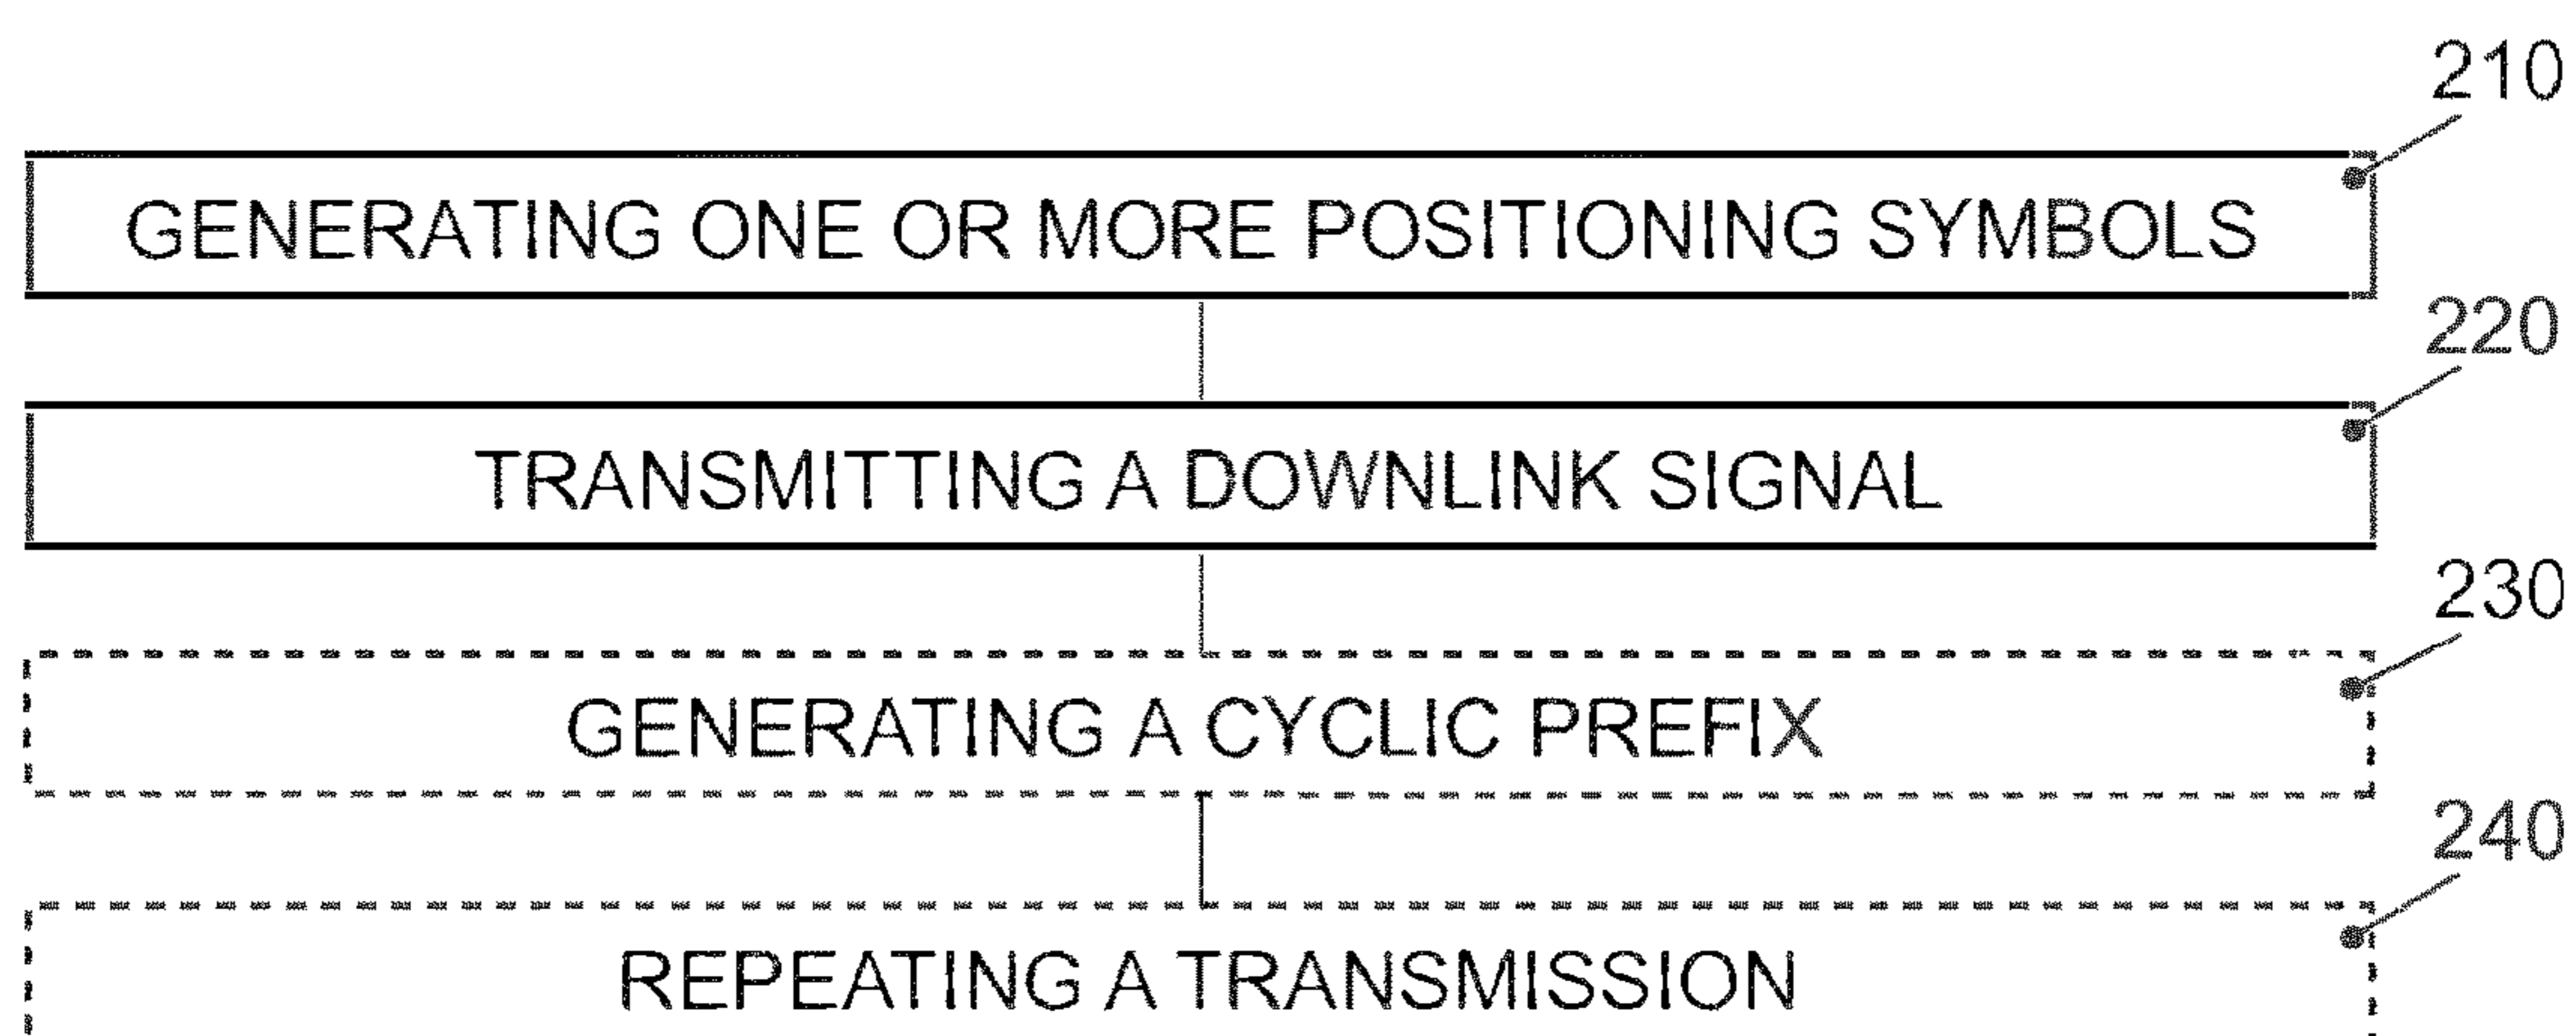 210
GENERATING ONE OR MORE POSITIONING SYMBOLS
220
TRANSMITTING A DOWNLINK SIGNAL
230
GENERATING A CYCLIC PREFIX
240
REPEATING A TRANSMISSION